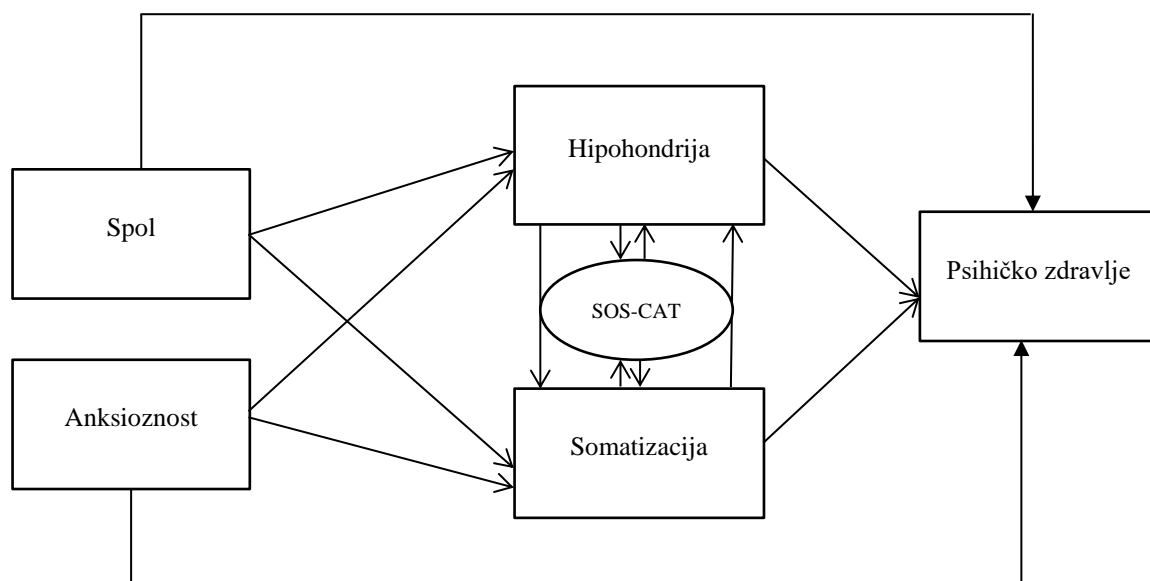 Hipohondrija
Spol
Psihičko zdravlje
SOS-CAT
Anksioznost
Somatizacija